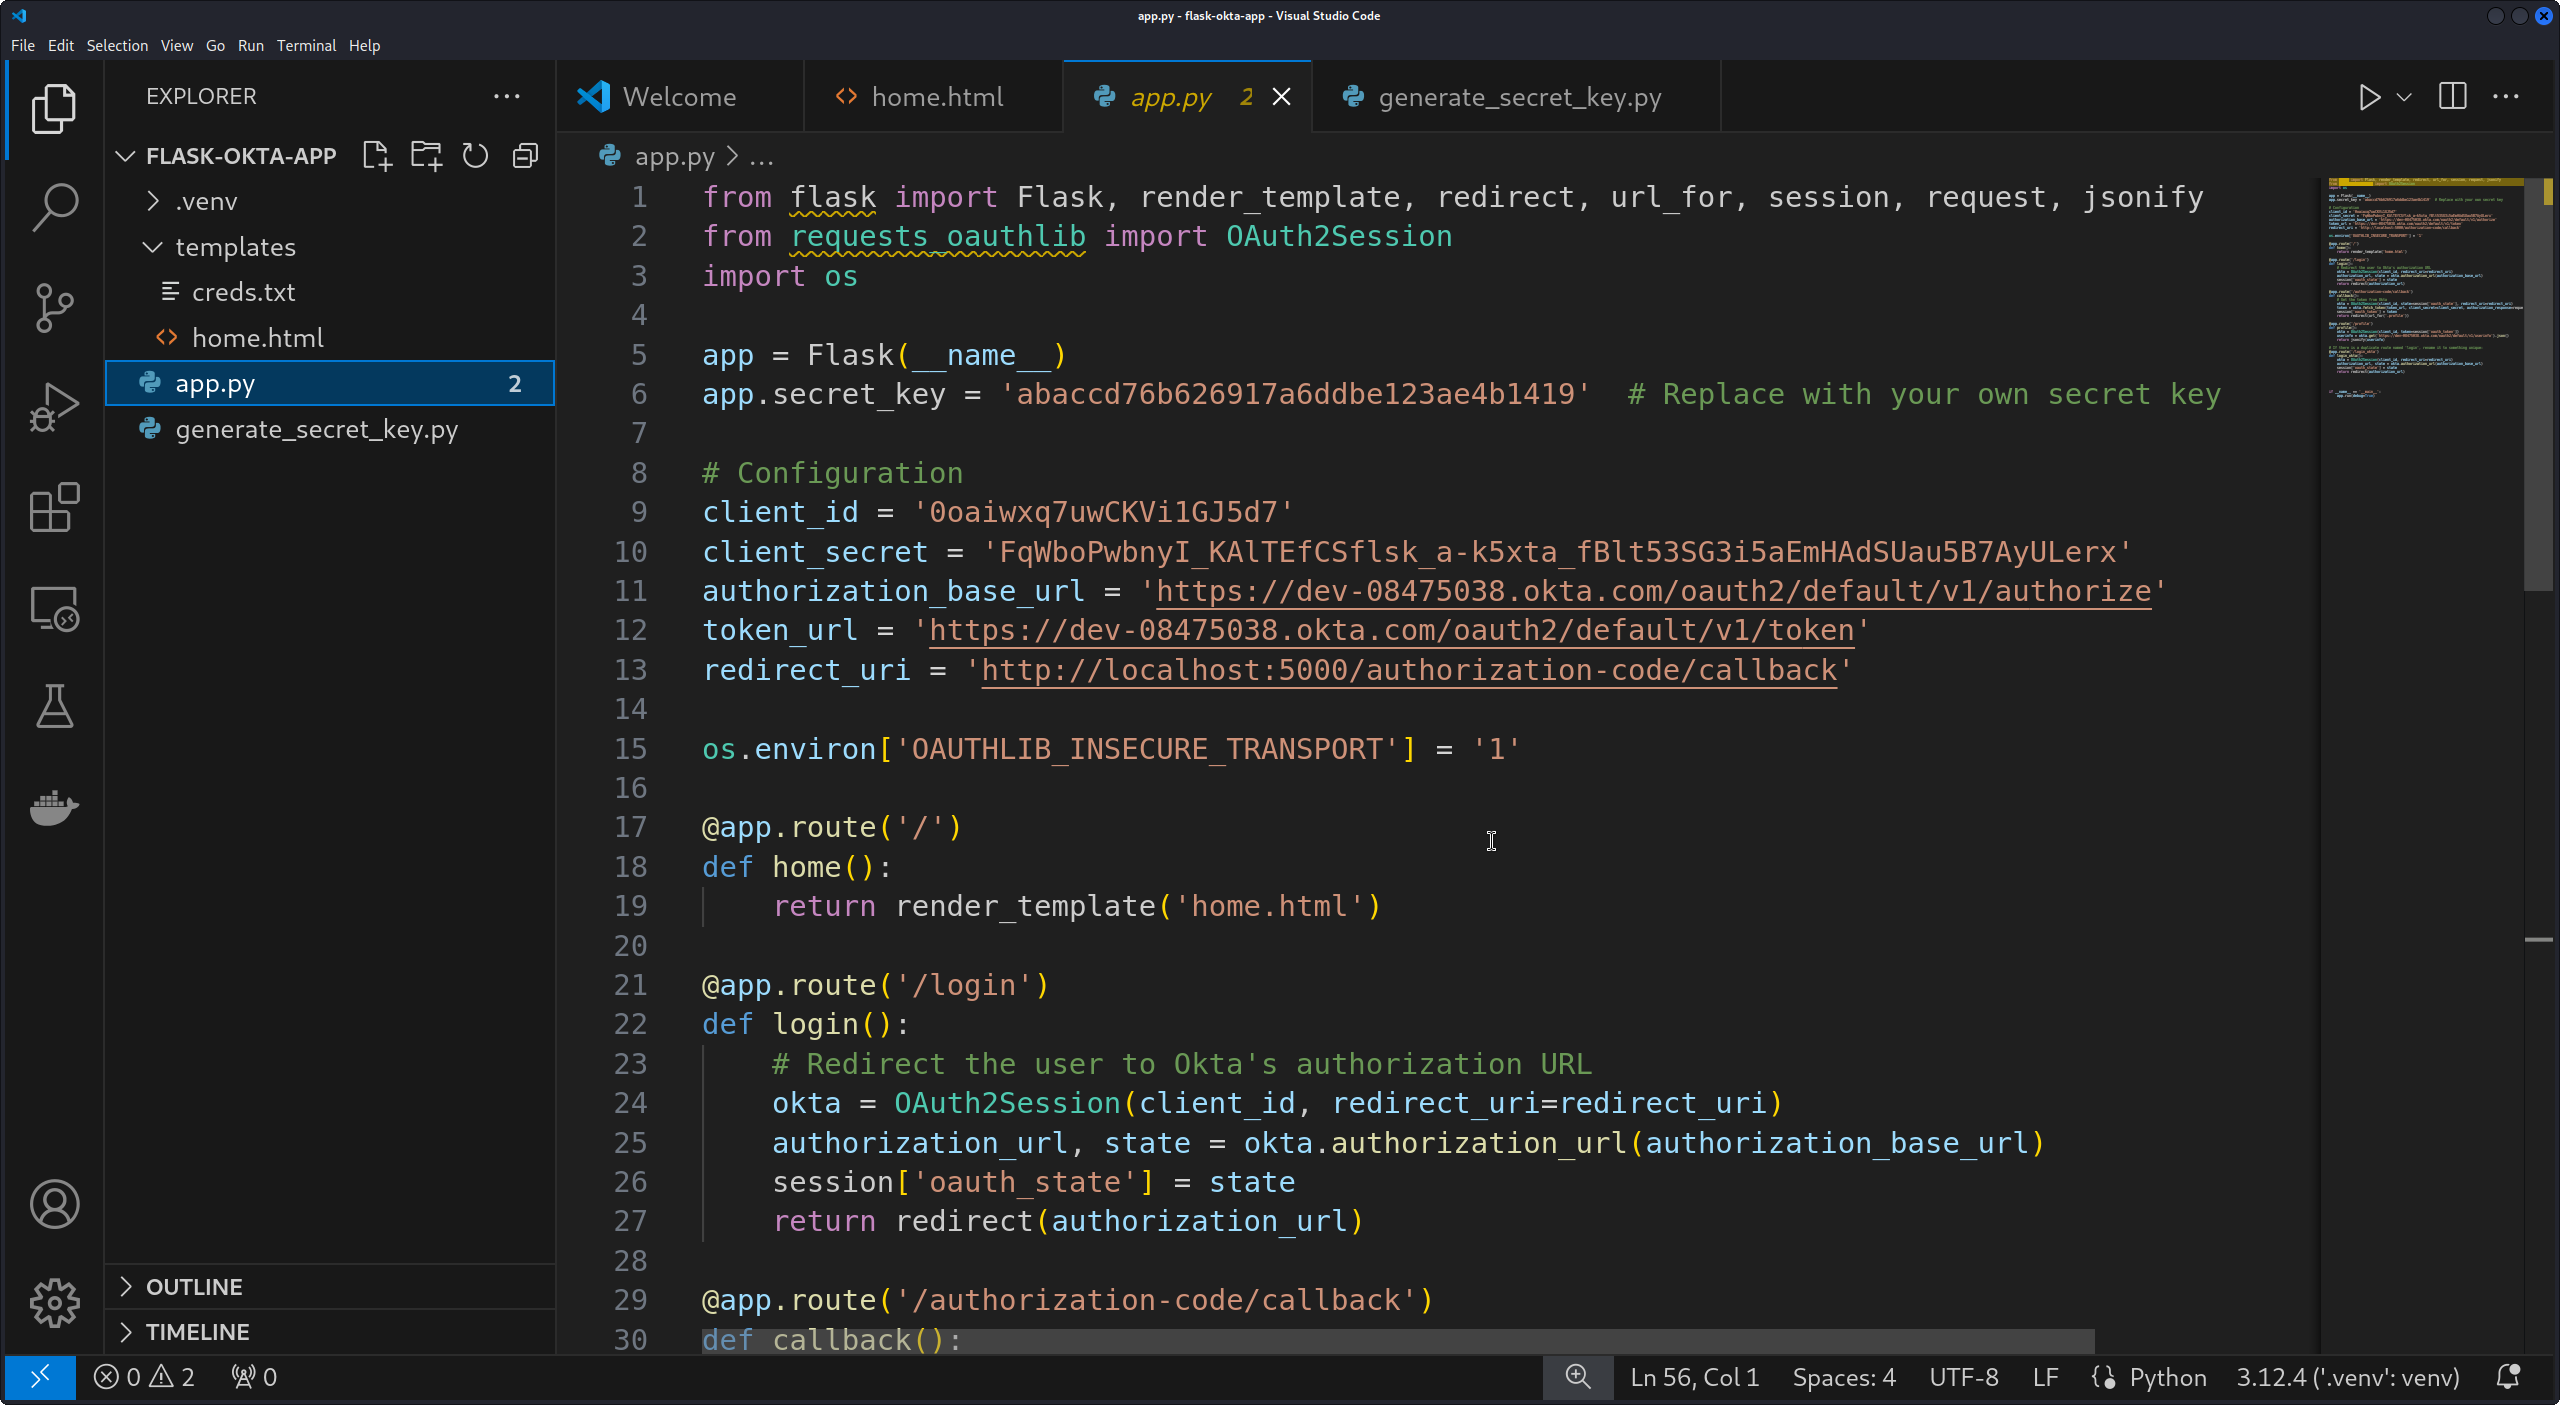 app.py - flask-okta-app - Visual Studio Code
File Edit Selection View Go Run Terminal Help
EXPLORER
FLASK-OKTA-APP
.venv
templates
creds.txt
home.html
app.py 2
generate_secret_key.py
OUTLINE
TIMELINE
Welcome home.html app.py 2 generate_secret_key.py
app.py > ...
1 from flask import Flask, render_template, redirect, url_for, session, request, jsonify
2 from requests_oauthlib import OAuth2Session
3 import os
4
5 app = Flask(__name__)
6 app.secret_key = 'abaccd76b626917a6ddbe123ae4b1419'  # Replace with your own secret key
7
8 # Configuration
9 client_id = '0oaiwxq7uwCKVi1GJ5d7'
10 client_secret = 'FqWboPwbnyI_KAlTEfCSflsk_a-k5xta_fBlt53SG3i5aEmHAdSUau5B7AyULerx'
11 authorization_base_url = 'https://dev-08475038.okta.com/oauth2/default/v1/authorize'
12 token_url = 'https://dev-08475038.okta.com/oauth2/default/v1/token'
13 redirect_uri = 'http://localhost:5000/authorization-code/callback'
14
15 os.environ['OAUTHLIB_INSECURE_TRANSPORT'] = '1'
16
17 @app.route('/')
18 def home():
19     return render_template('home.html')
20
21 @app.route('/login')
22 def login():
23     # Redirect the user to Okta's authorization URL
24     okta = OAuth2Session(client_id, redirect_uri=redirect_uri)
25     authorization_url, state = okta.authorization_url(authorization_base_url)
26     session['oauth_state'] = state
27     return redirect(authorization_url)
28
29 @app.route('/authorization-code/callback')
30 def callback():
0 2 0 Ln 56, Col 1 Spaces: 4 UTF-8 LF Python 3.12.4 ('.venv': venv)